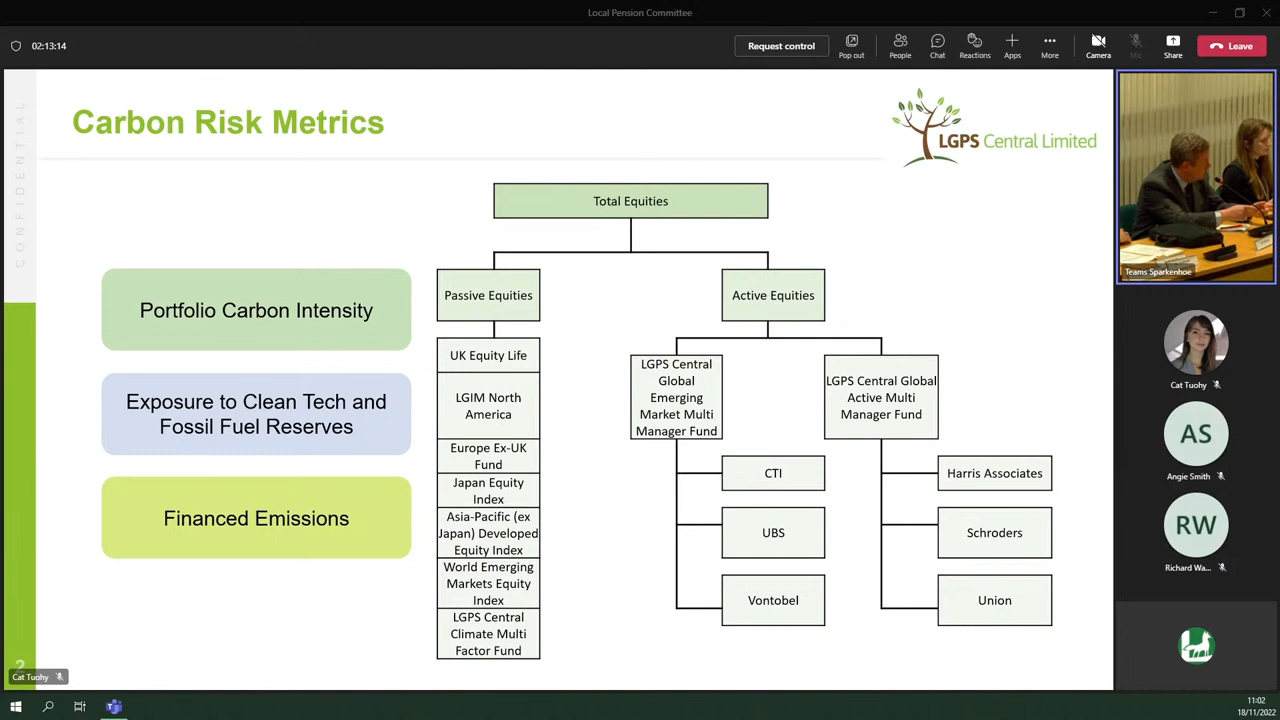 Local Pension Committee
02:13:14
Request control
Pop out
People
Chat
Reactions
Apps
More
Camera
Mic
Share
Leave
CONFIDENTIAL
Carbon Risk Metrics
LGPS Central Limited
Total Equities
Passive Equities
Active Equities
Portfolio Carbon Intensity
Exposure to Clean Tech and
Fossil Fuel Reserves
Financed Emissions
UK Equity Life
LGIM North
America
Europe Ex-UK
Fund
Japan Equity
Index
Asia-Pacific (ex
Japan) Developed
Equity Index
World Emerging
Markets Equity
Index
LGPS Central
Climate Multi
Factor Fund
LGPS Central
Global
Emerging
Market Multi
Manager Fund
CTI
UBS
Vontobel
LGPS Central Global
Active Multi
Manager Fund
Harris Associates
Schroders
Union
2
Cat Tuohy
Teams Sparkenhoe
Cat Tuohy
AS
Angie Smith
RW
Richard Wa...
11:02
18/11/2022